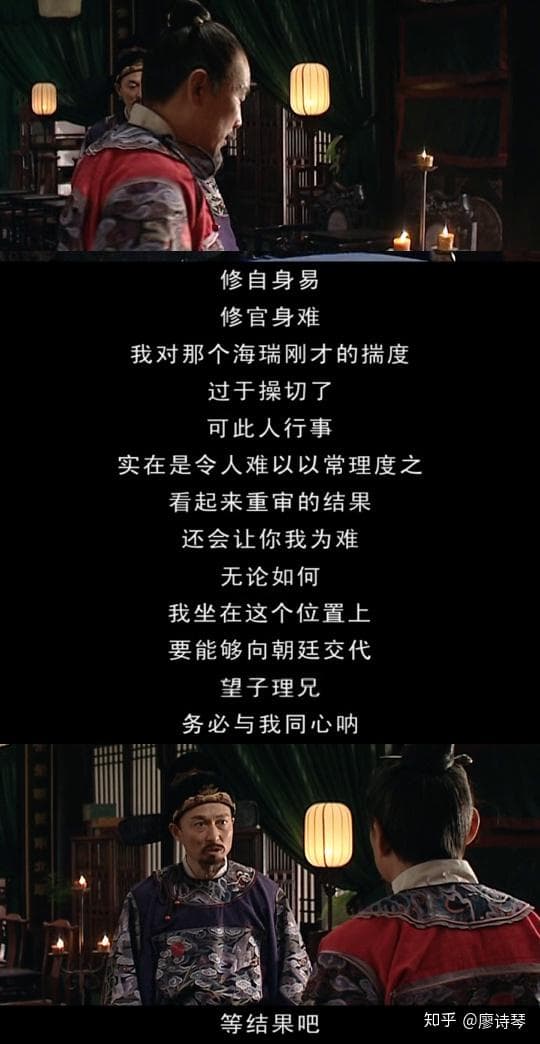 修自身易
修官身难
我对那个海瑞刚才的揣度
过于操切了
可此人行事
实在是令人难以以常理度之
看起来重审的结果
还会让你我为难
无论如何
我坐在这个位置上
要能够向朝廷交代
望子理兄
务必与我同心呐
等结果吧
知乎 @廖诗琴